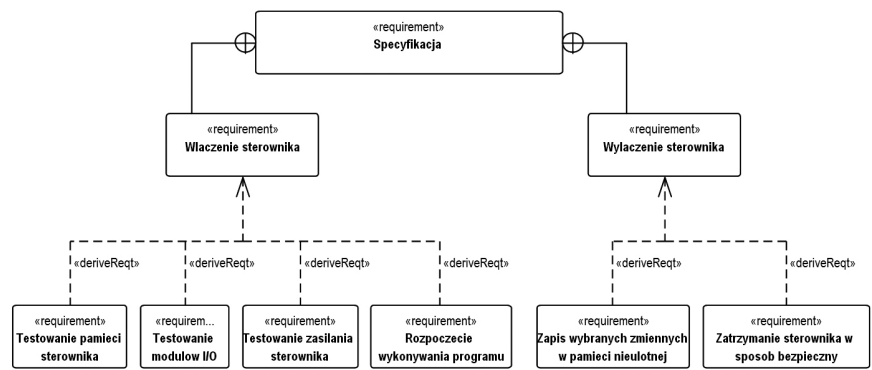 «requirement»
Specyfikacja
«requirement»
Wlaczenie sterownika
«requirement»
Wylaczenie sterownika
«deriveReqt»
«deriveReqt»
«deriveReqt»
«deriveReqt»
«deriveReqt»
«deriveReqt»
«requirement»
Testowanie pamieci
sterownika
«requirem...
Testowanie
modulow I/O
«requirement»
Testowanie zasilania
sterownika
«requirement»
Rozpoczecie
wykonywania programu
«requirement»
Zapis wybranych zmiennych
w pamieci nieulotnej
«requirement»
Zatrzymanie sterownika w
sposob bezpieczny